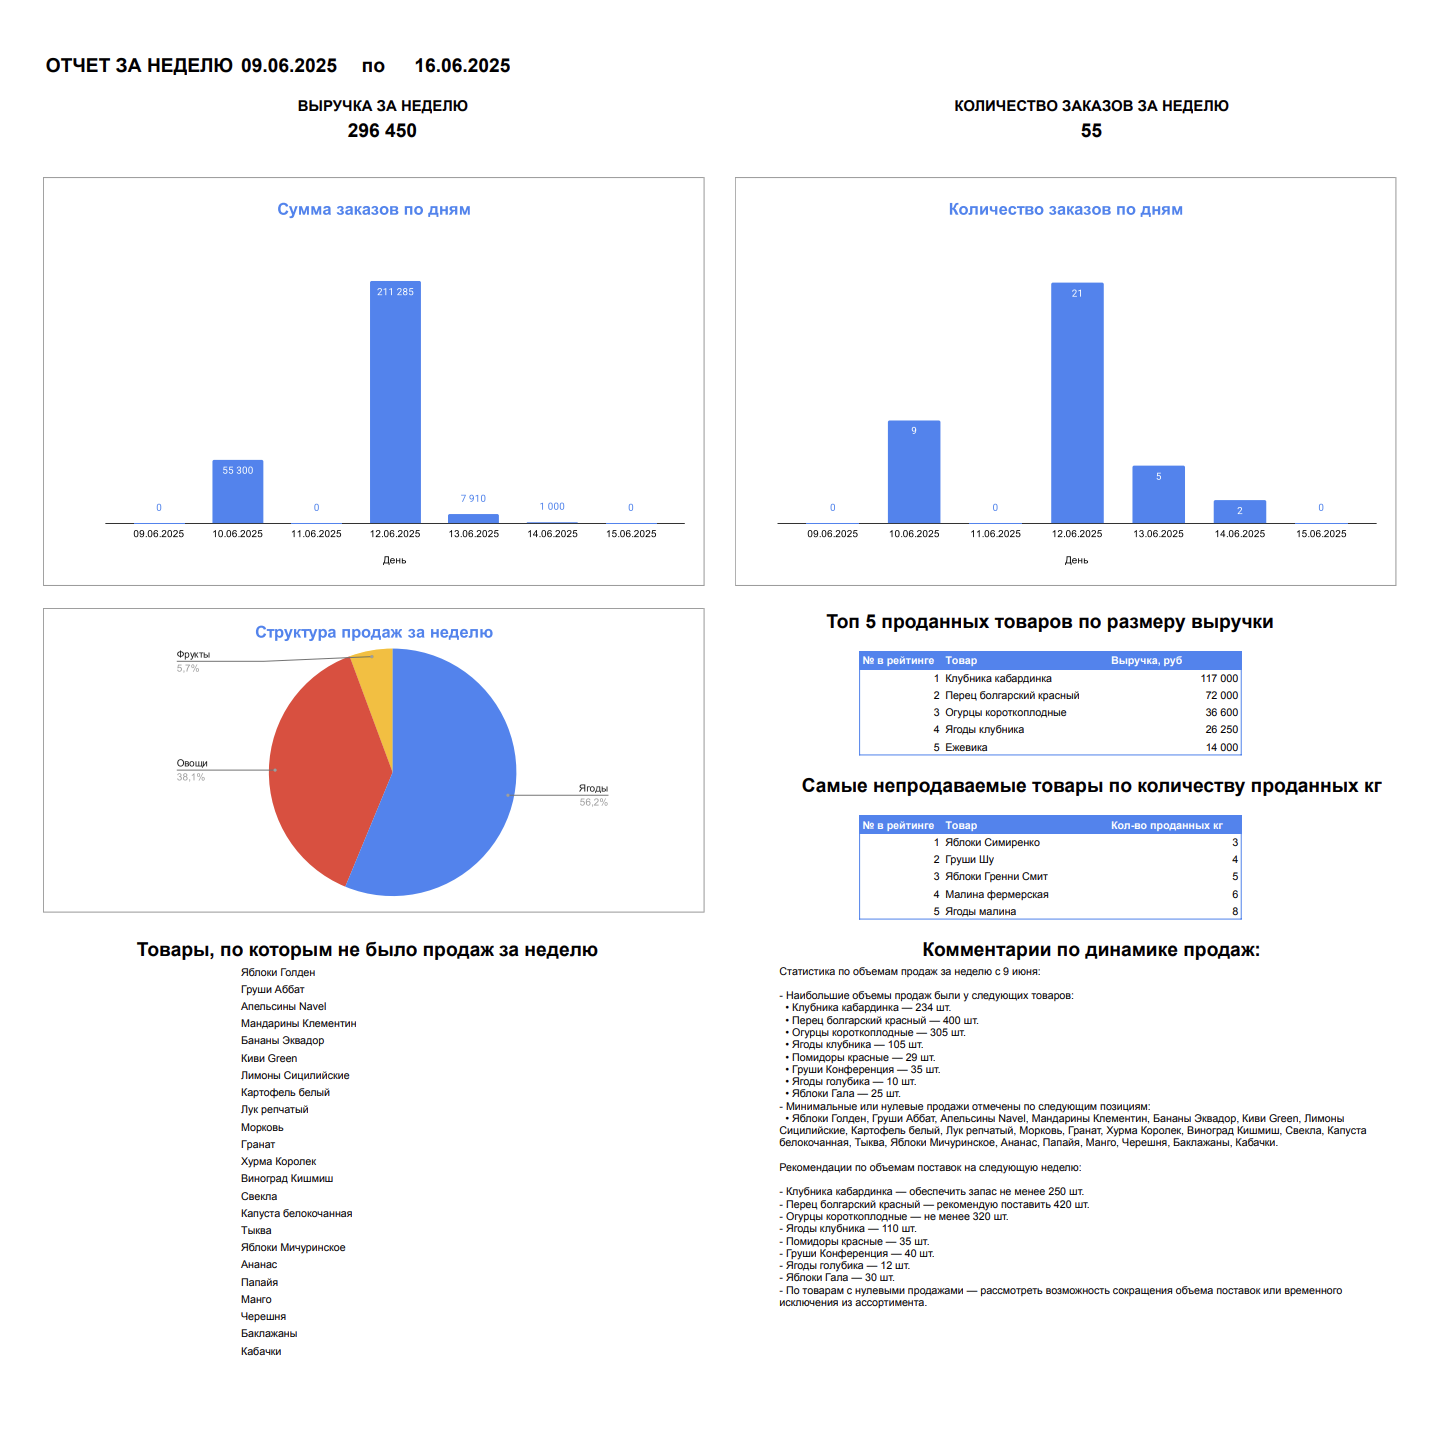 ОТЧЕТ ЗА НЕДЕЛЮ 09.06.2025 по 16.06.2025
ВЫРУЧКА ЗА НЕДЕЛЮ
296 450
КОЛИЧЕСТВО ЗАКАЗОВ ЗА НЕДЕЛЮ
55
Сумма заказов по дням
211 285
55 300
7 910
1 000
0
0
0
09.06.2025 10.06.2025 11.06.2025 12.06.2025 13.06.2025 14.06.2025 15.06.2025
День
Количество заказов по дням
21
9
5
2
0
0
0
09.06.2025 10.06.2025 11.06.2025 12.06.2025 13.06.2025 14.06.2025 15.06.2025
День
Структура продаж за неделю
Фрукты
5,7%
Овощи
38,1%
Ягоды
56,2%
Топ 5 проданных товаров по размеру выручки
№ в рейтинге Товар Выручка, руб
1 Клубника кабардинка 117 000
2 Перец болгарский красный 72 000
3 Огурцы короткоплодные 36 600
4 Ягоды клубника 26 250
5 Ежевика 14 000
Самые непродаваемые товары по количеству проданных кг
№ в рейтинге Товар Кол-во проданных кг
1 Яблоки Симиренко 3
2 Груши Шу 4
3 Яблоки Гренни Смит 5
4 Малина фермерская 6
5 Ягоды малина 8
Товары, по которым не было продаж за неделю
Яблоки Голден
Груши Аббат
Апельсины Navel
Мандарины Клементин
Бананы Эквадор
Киви Green
Лимоны Сицилийские
Картофель белый
Лук репчатый
Морковь
Гранат
Хурма Королек
Виноград Кишмиш
Свекла
Капуста белокочанная
Тыква
Яблоки Мичуринское
Ананас
Папайя
Манго
Черешня
Баклажаны
Кабачки
Комментарии по динамике продаж:
Статистика по объемам продаж за неделю с 9 июня:
- Наибольшие объемы продаж были у следующих товаров:
• Клубника кабардинка — 234 шт.
• Перец болгарский красный — 400 шт.
• Огурцы короткоплодные — 305 шт.
• Ягоды клубника — 105 шт.
• Помидоры красные — 29 шт.
• Груши Конференция — 35 шт.
• Ягоды голубика — 10 шт.
• Яблоки Гала — 25 шт.
- Минимальные или нулевые продажи отмечены по следующим позициям:
• Яблоки Голден, Груши Аббат, Апельсины Navel, Мандарины Клементин, Бананы Эквадор, Киви Green, Лимоны
Сицилийские, Картофель белый, Лук репчатый, Морковь, Гранат, Хурма Королек, Виноград Кишмиш, Свекла, Капуста
белокочанная, Тыква, Яблоки Мичуринское, Ананас, Папайя, Манго, Черешня, Баклажаны, Кабачки.
Рекомендации по объемам поставок на следующую неделю:
- Клубника кабардинка — обеспечить запас не менее 250 шт.
- Перец болгарский красный — рекомендую поставить 420 шт.
- Огурцы короткоплодные — не менее 320 шт.
- Ягоды клубника — 110 шт.
- Помидоры красные — 35 шт.
- Груши Конференция — 40 шт.
- Ягоды голубика — 12 шт.
- Яблоки Гала — 30 шт.
- По товарам с нулевыми продажами — рассмотреть возможность сокращения объема поставок или временного
исключения из ассортимента.